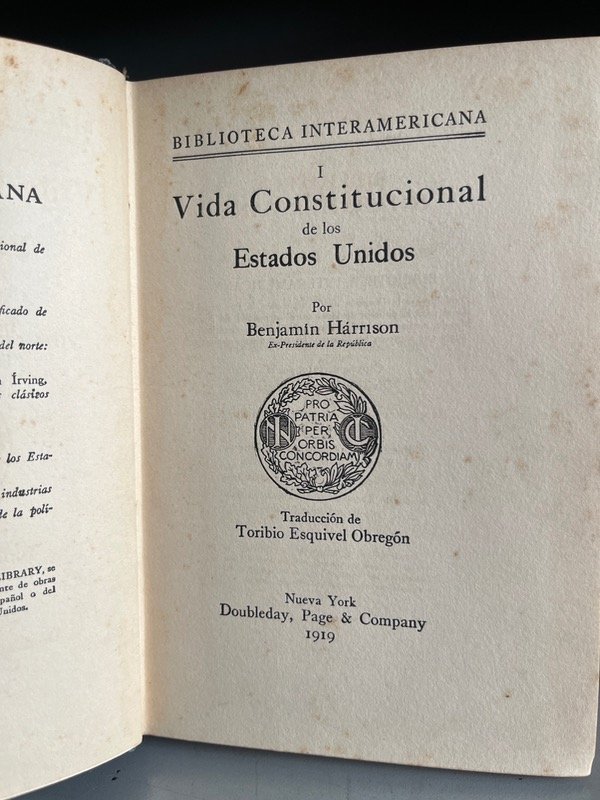 ANA
ional de
ficado de
del norte:
Írving,
clásicos
los Esta-
industrias
de la polí-
LIBRARY, se
nte de obras
pañol o del
Unidos.
BIBLIOTECA INTERAMERICANA
I
Vida Constitucional
de los
Estados Unidos
Por
Benjamín Hárrison
Ex-Presidente de la República
PRO
PATRIA
PER
ORBIS
CONCORDIAM
Traducción de
Toribio Esquivel Obregón
Nueva York
Doubleday, Page & Company
1919